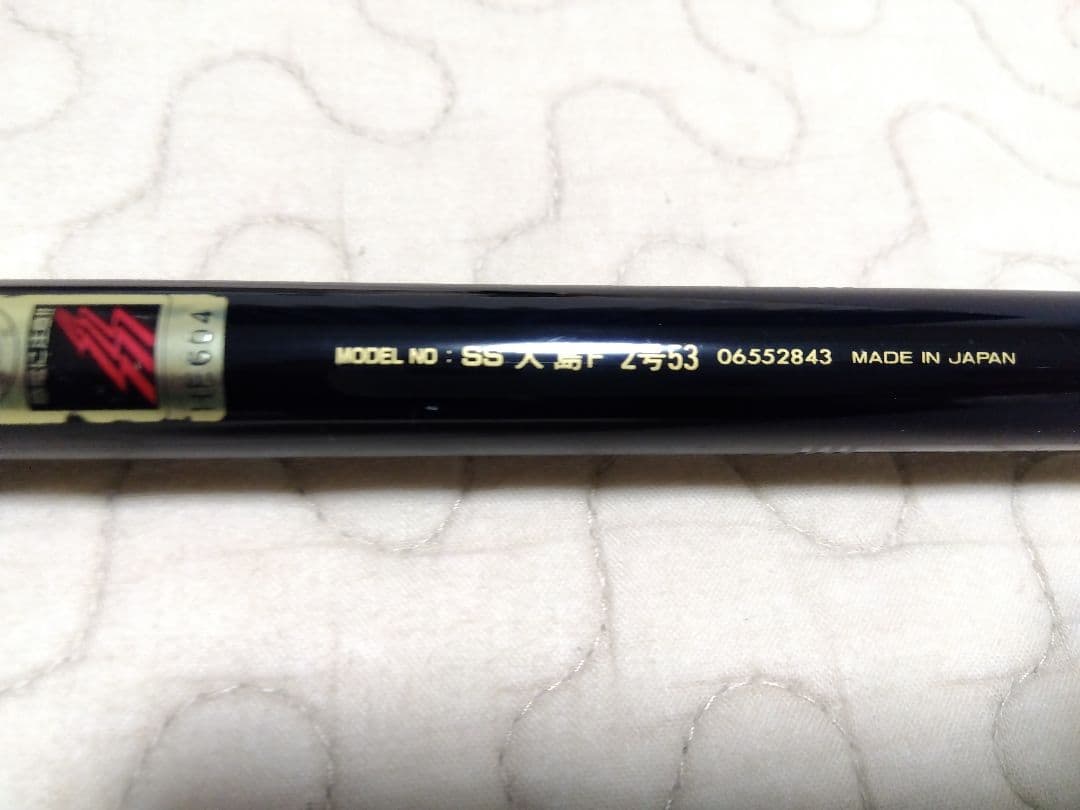 MODEL NO : SS 大島F 2号53 06552843 MADE IN JAPAN